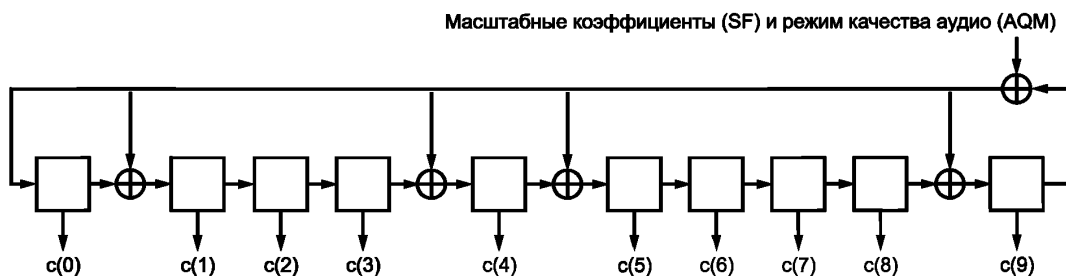 Масштабные коэффициенты (SF) и режим качества аудио (AQM)
c(0) c(1) c(2) c(3) c(4) c(5) c(6) c(7) c(8) c(9)